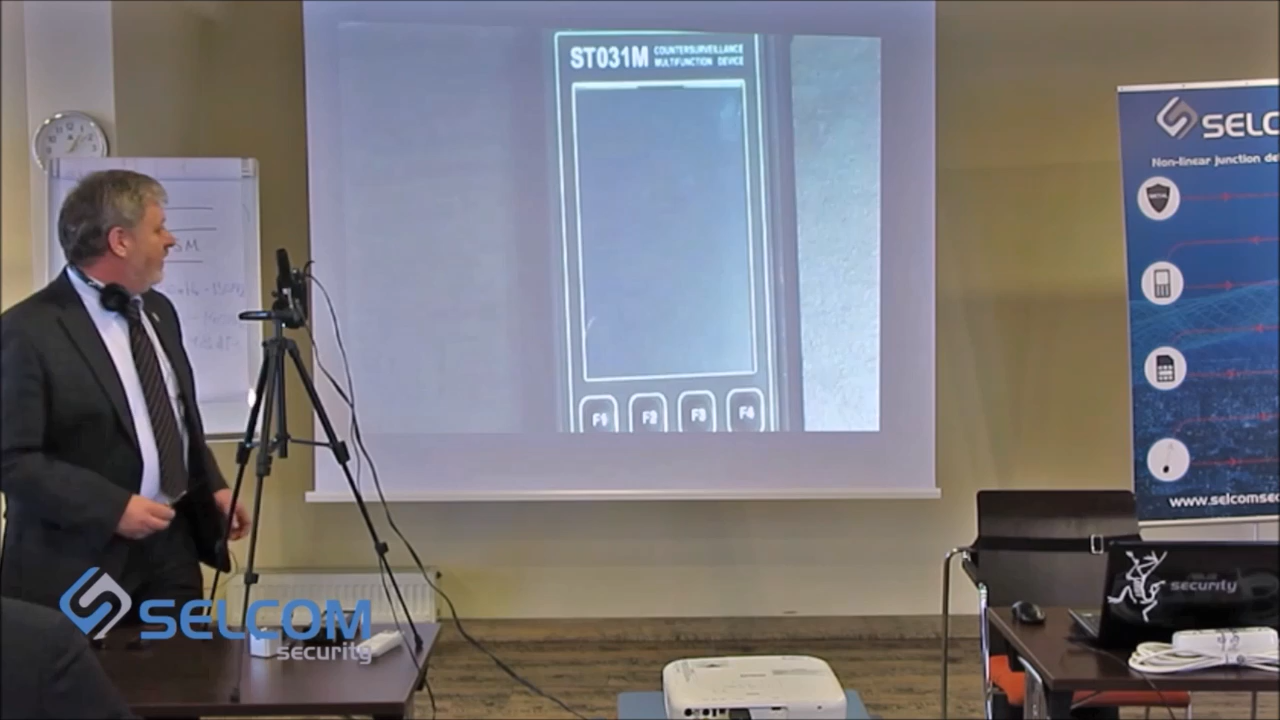 ST031M COUNTERSURVEILLANCE
MULTIFUNCTION DEVICE
F1 F2 F3 F4
SELC
Non-linear junction de
www.selcomsec
security
SELCOM
security